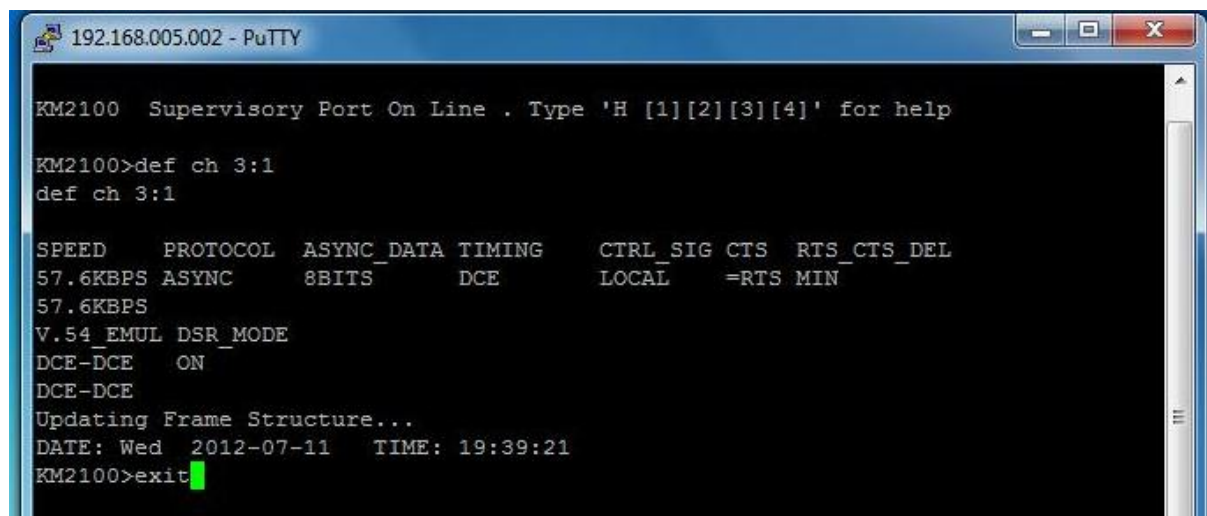 192.168.005.002 - PuTTY
KM2100  Supervisory Port On Line . Type 'H [1][2][3][4]' for help
KM2100>def ch 3:1
def ch 3:1
SPEED     PROTOCOL  ASYNC_DATA TIMING     CTRL_SIG CTS  RTS_CTS_DEL
57.6KBPS ASYNC     8BITS      DCE        LOCAL    =RTS MIN
57.6KBPS
V.54_EMUL DSR_MODE
DCE-DCE   ON
DCE-DCE
Updating Frame Structure...
DATE: Wed  2012-07-11   TIME: 19:39:21
KM2100>exit